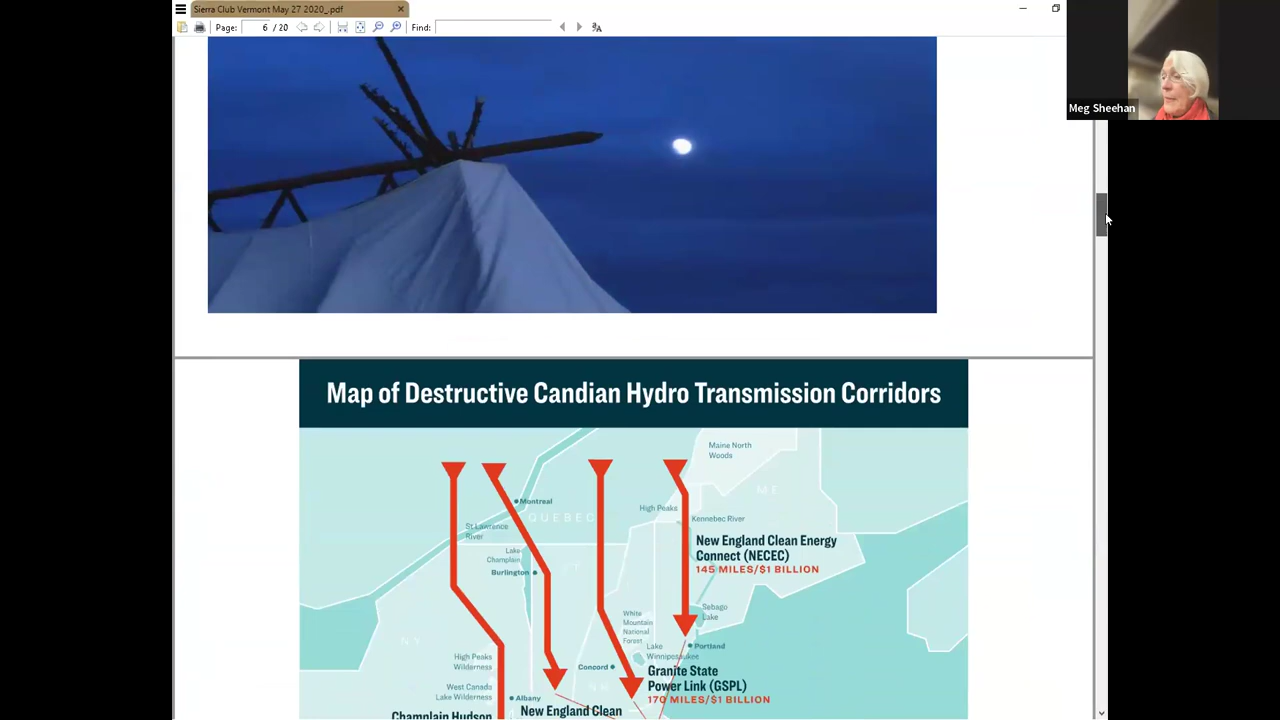 Sierra Club Vermont May 27 2020_.pdf
Page: 6 / 20 Find:
Meg Sheehan
Map of Destructive Candian Hydro Transmission Corridors
Maine North
Woods
ME
Montreal
QUEBEC
High Peaks
Kennebec River
St Lawrence
River
New England Clean Energy
Connect (NECEC)
145 MILES/$1 BILLION
Lake
Champlain
Burlington
White
Mountain
National
Forest
Sebago
Lake
NY
Lake
Winnipesaukee
Portland
High Peaks
Wilderness
Concord
Granite State
Power Link (GSPL)
170 MILES/$1 BILLION
West Canada
Lake Wilderness
NH
Albany
Champlain Hudson
New England Clean